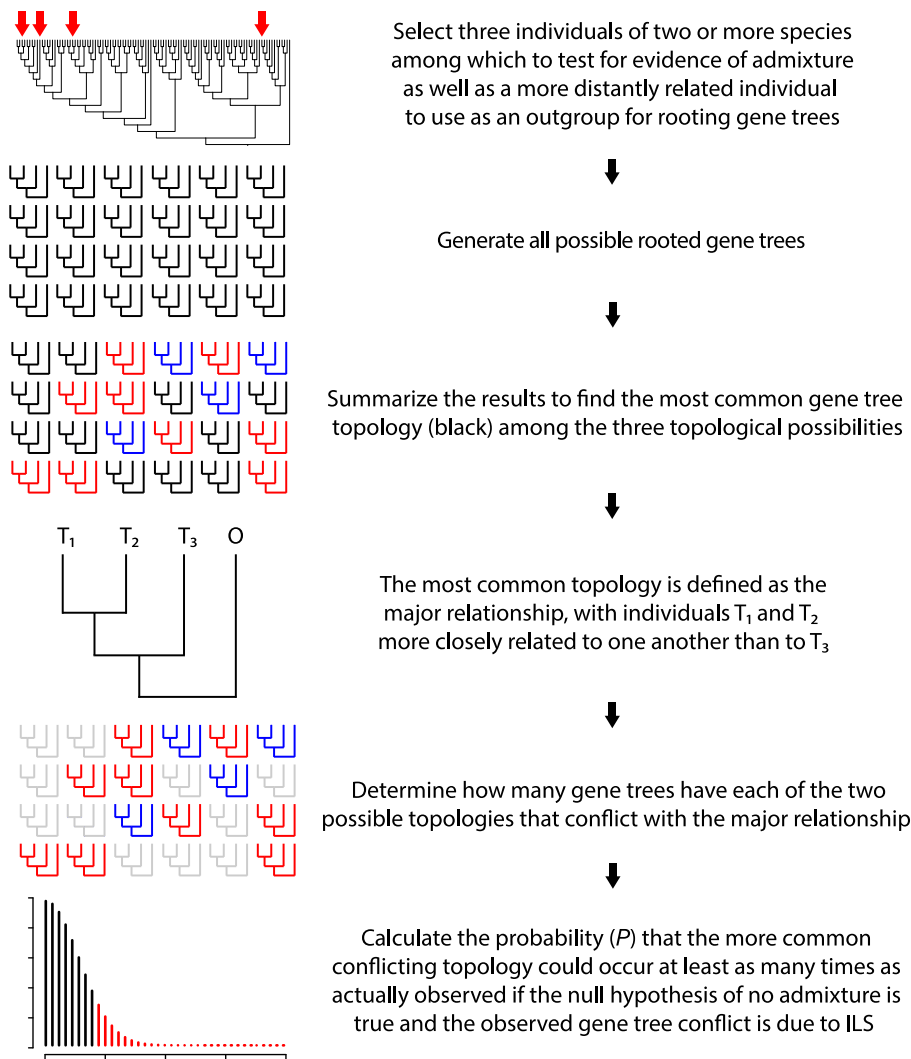 Select three individuals of two or more species
among which to test for evidence of admixture
as well as a more distantly related individual
to use as an outgroup for rooting gene trees
Generate all possible rooted gene trees
Summarize the results to find the most common gene tree
topology (black) among the three topological possibilities
T₁ T₂ T₃ O
The most common topology is defined as the
major relationship, with individuals T₁ and T₂
more closely related to one another than to T₃
Determine how many gene trees have each of the two
possible topologies that conflict with the major relationship
Calculate the probability (P) that the more common
conflicting topology could occur at least as many times as
actually observed if the null hypothesis of no admixture is
true and the observed gene tree conflict is due to ILS